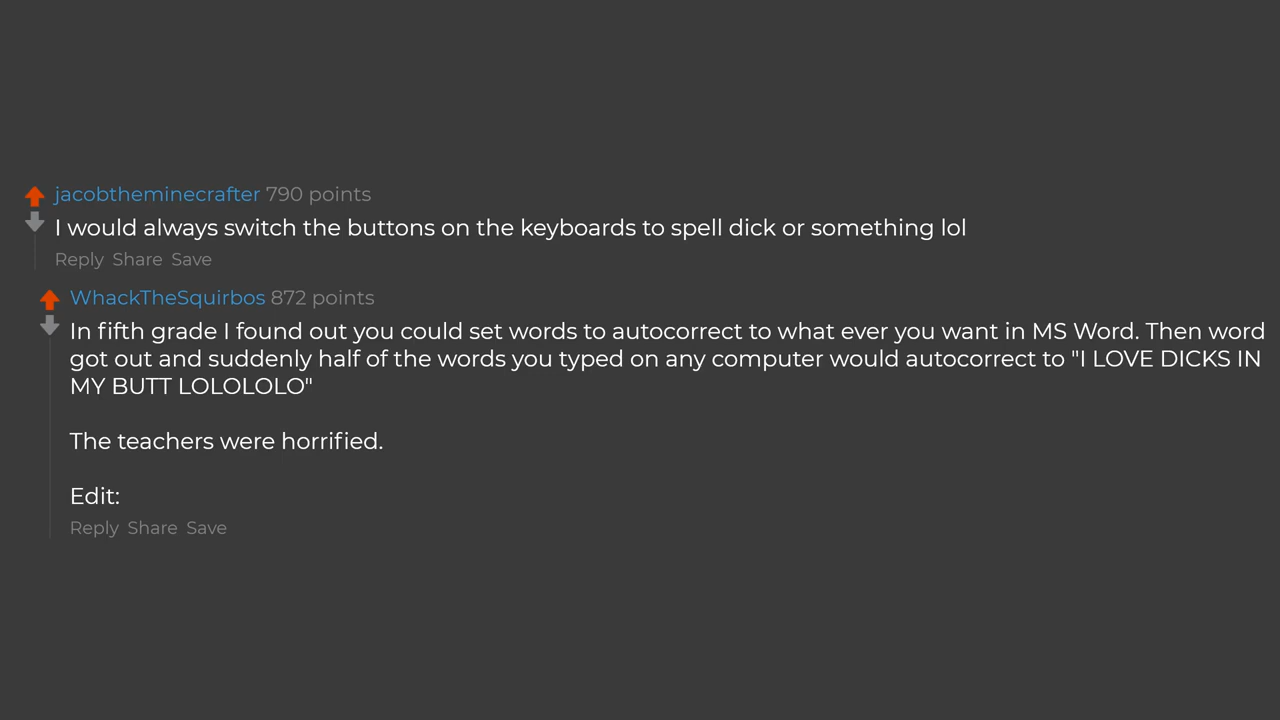 jacobtheminecrafter 790 points
I would always switch the buttons on the keyboards to spell dick or something lol
Reply Share Save
WhackTheSquirbos 872 points
In fifth grade I found out you could set words to autocorrect to what ever you want in MS Word. Then word
got out and suddenly half of the words you typed on any computer would autocorrect to "I LOVE DICKS IN
MY BUTT LOLOLOLO"
The teachers were horrified.
Edit:
Reply Share Save